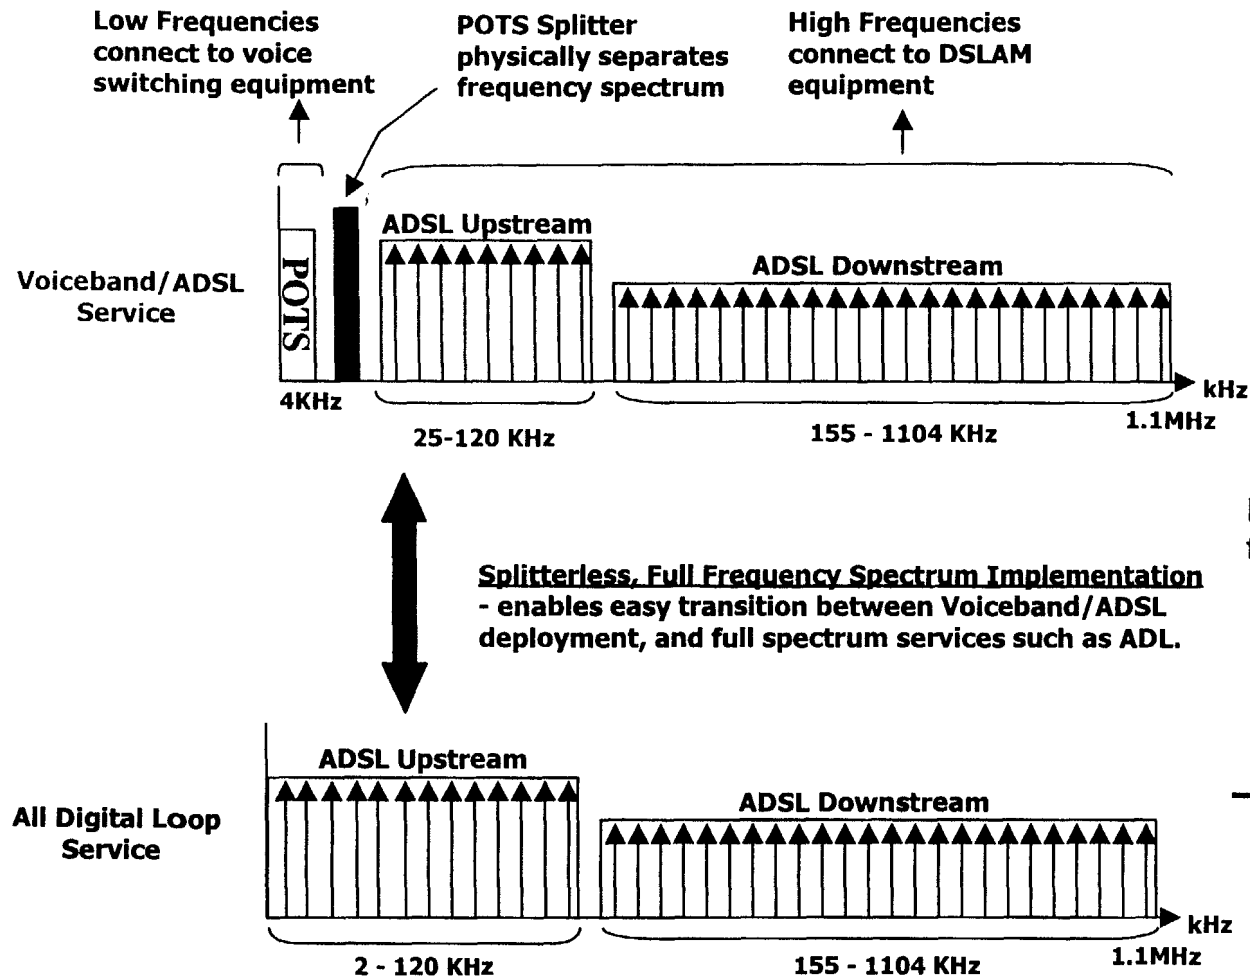 Low Frequencies
connect to voice
switching equipment
POTS Splitter
physically separates
frequency spectrum
High Frequencies
connect to DSLAM
equipment
Voiceband/ADSL
Service
POTS
ADSL Upstream
ADSL Downstream
4KHz
kHz
25-120 KHz
155 - 1104 KHz
1.1MHz
Splitterless, Full Frequency Spectrum Implementation
- enables easy transition between Voiceband/ADSL
deployment, and full spectrum services such as ADL.
All Digital Loop
Service
ADSL Upstream
ADSL Downstream
kHz
2 - 120 KHz
155 - 1104 KHz
1.1MHz